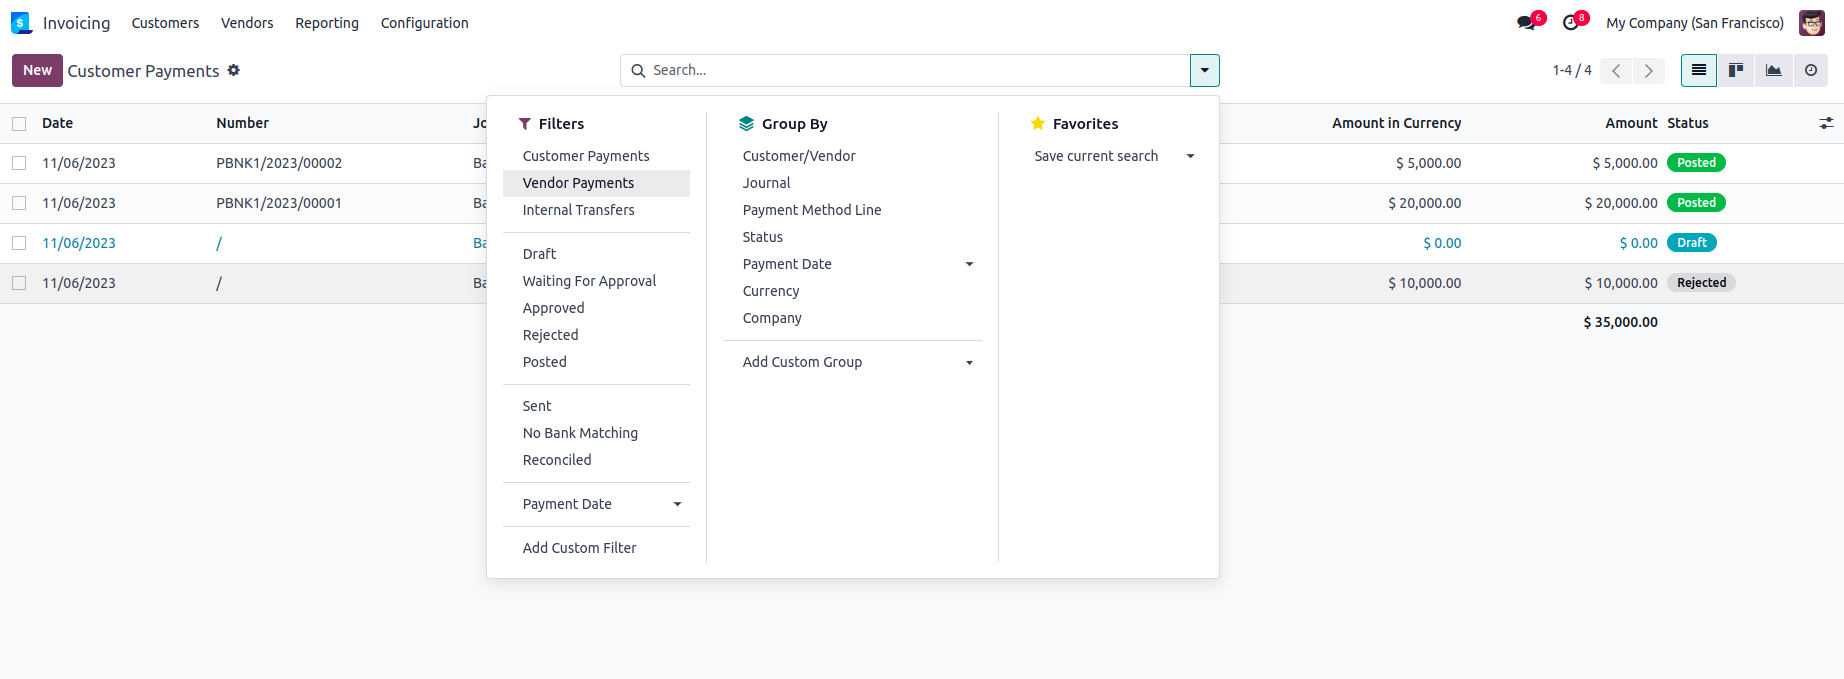 $ Invoicing Customers Vendors Reporting Configuration 6 8 My Company (San Francisco)
New Customer Payments Search... 1-4 / 4
Date Number Jo Amount in Currency Amount Status
11/06/2023 PBNK1/2023/00002 Ba $ 5,000.00 $ 5,000.00 Posted
11/06/2023 PBNK1/2023/00001 Ba $ 20,000.00 $ 20,000.00 Posted
11/06/2023 / Ba $ 0.00 $ 0.00 Draft
11/06/2023 / Ba $ 10,000.00 $ 10,000.00 Rejected
$ 35,000.00
Filters
Customer Payments
Vendor Payments
Internal Transfers
Draft
Waiting For Approval
Approved
Rejected
Posted
Sent
No Bank Matching
Reconciled
Payment Date
Add Custom Filter
Group By
Customer/Vendor
Journal
Payment Method Line
Status
Payment Date
Currency
Company
Add Custom Group
Favorites
Save current search